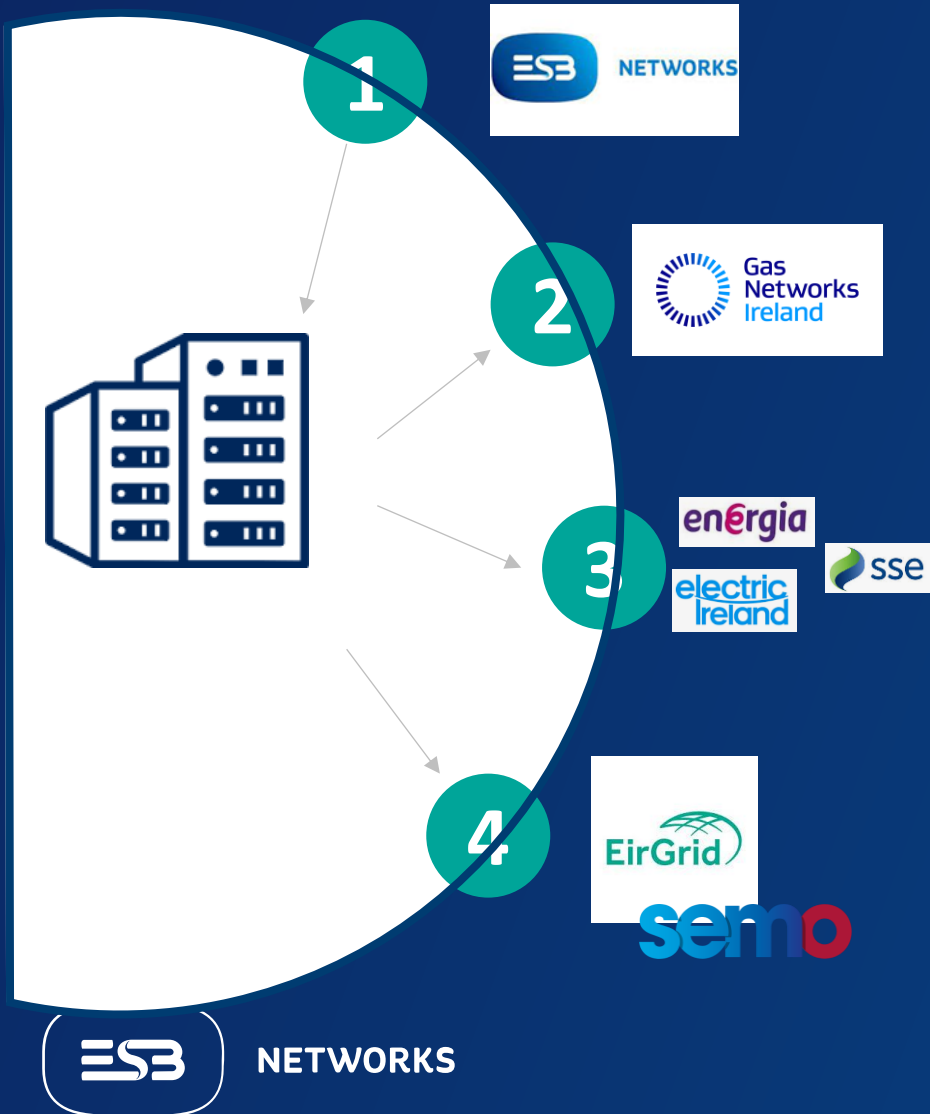 1
ESB NETWORKS
2
Gas
Networks
Ireland
3
energia
sse
electric
Ireland
4
EirGrid
semo
ESB NETWORKS